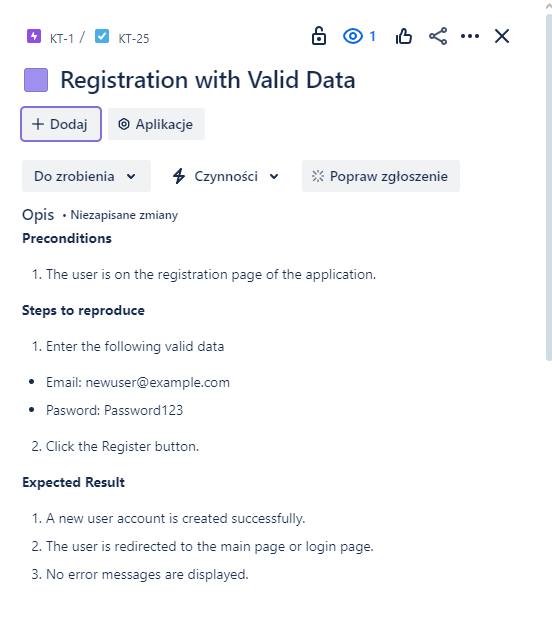 KT-1 / KT-25
1
Registration with Valid Data
Dodaj
Aplikacje
Do zrobienia
Czynności
Popraw zgłoszenie
Opis • Niezapisane zmiany
Preconditions
1. The user is on the registration page of the application.
Steps to reproduce
1. Enter the following valid data
• Email: newuser@example.com
• Pasword: Password123
2. Click the Register button.
Expected Result
1. A new user account is created successfully.
2. The user is redirected to the main page or login page.
3. No error messages are displayed.